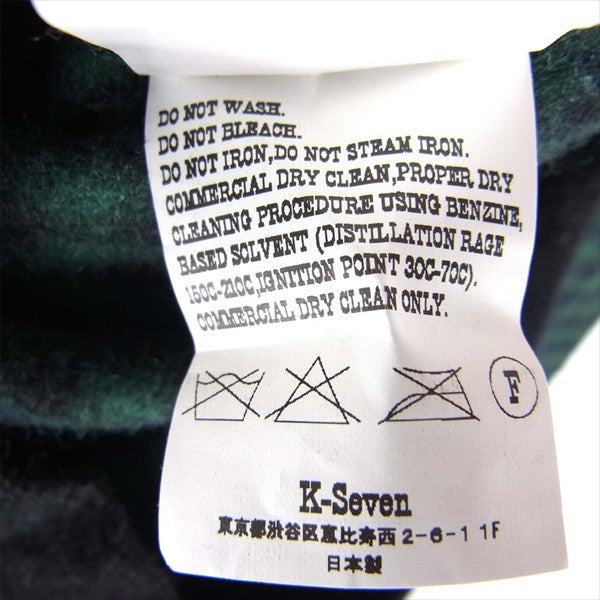 DO NOT WASH.
DO NOT BLEACH.
DO NOT IRON,DO NOT STEAM IRON.
COMMERCIAL DRY CLEAN,PROPER DRY
CLEANING PROCEDURE USING BENZINE,
BASED SOLVENT (DISTILLATION RAGE
150C-210C,IGNITION POINT 30C-70C).
COMMERCIAL DRY CLEAN ONLY.
F
K-Seven
東京都渋谷区恵比寿西2-6-1 1F
日本製